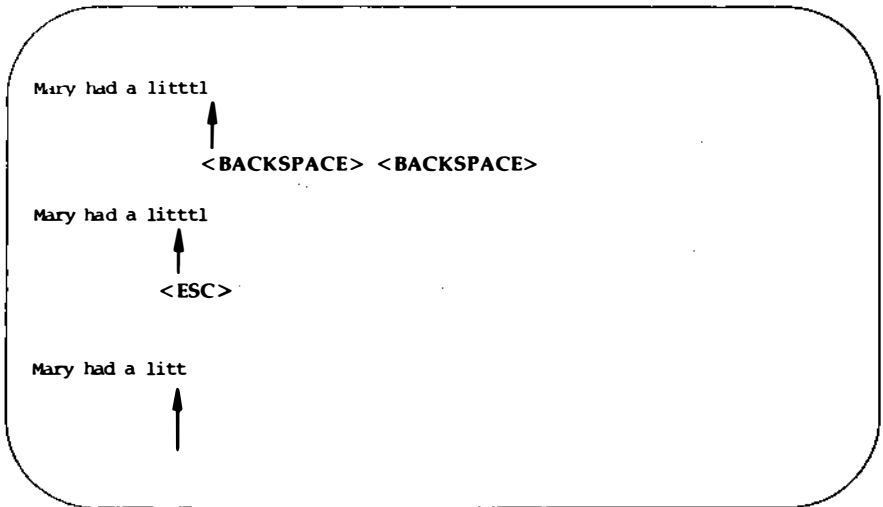 Mary had a litttl
<BACKSPACE> <BACKSPACE>
Mary had a litttl
<ESC>
Mary had a litt